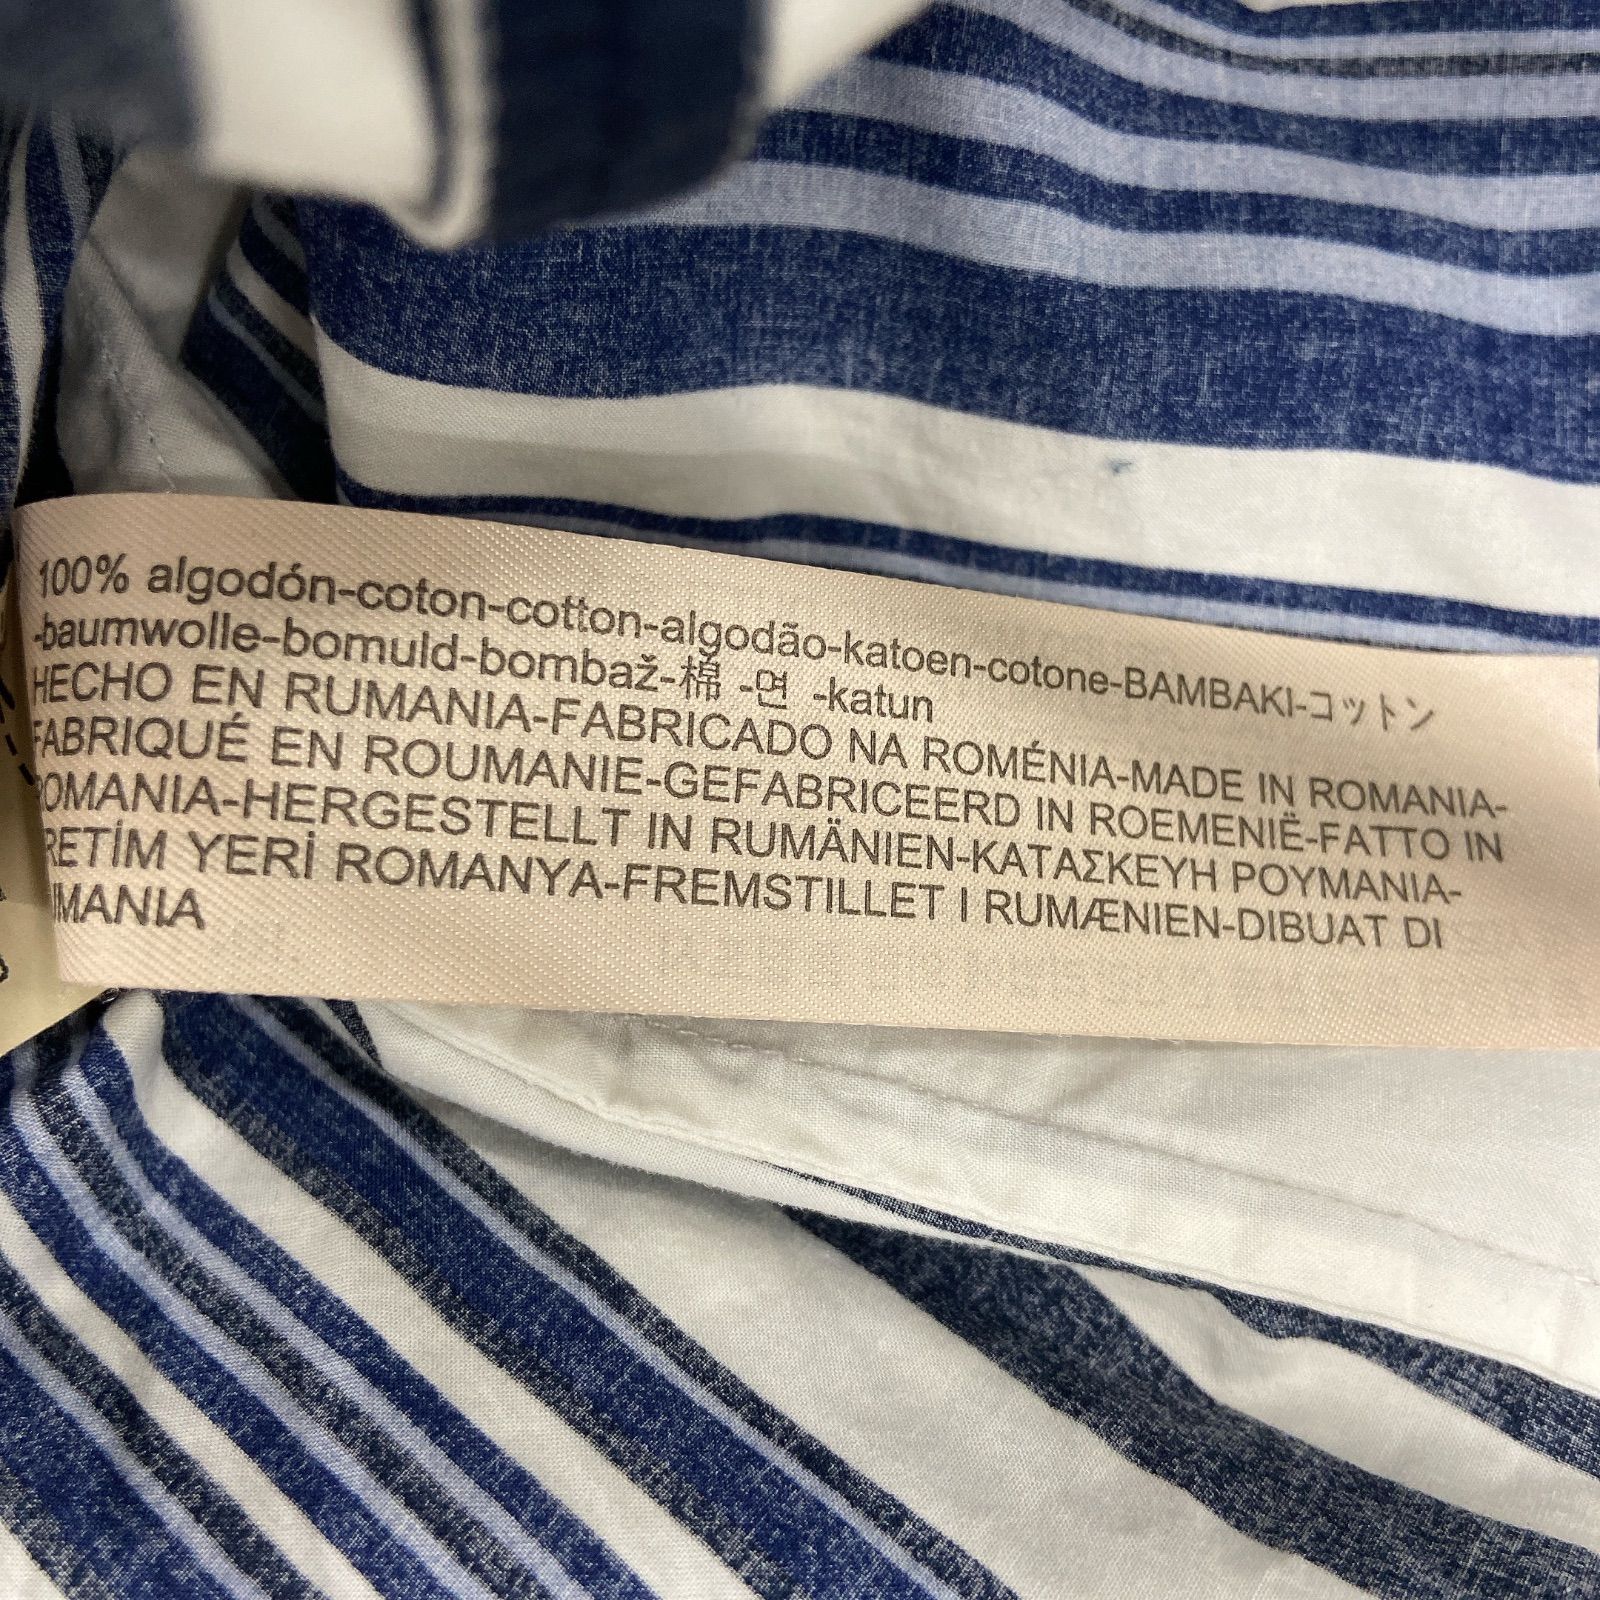 100% algodón-coton-cotton-algodão-katoen-cotone-BAMBAKI-コットン
-baumwolle-bomuld-bombaž-棉 -면 -katun
HECHO EN RUMANIA-FABRICADO NA ROMÉNIA-MADE IN ROMANIA-
FABRIQUÉ EN ROUMANIE-GEFABRICEERD IN ROEMENIË-FATTO IN
ROMANIA-HERGESTELLT IN RUMÄNIEN-ΚΑΤΑΣΚΕΥΗ ΡΟΥΜΑΝΙΑ-
RETİM YERİ ROMANYA-FREMSTILLET I RUMÆNIEN-DIBUAT DI
UMANIA